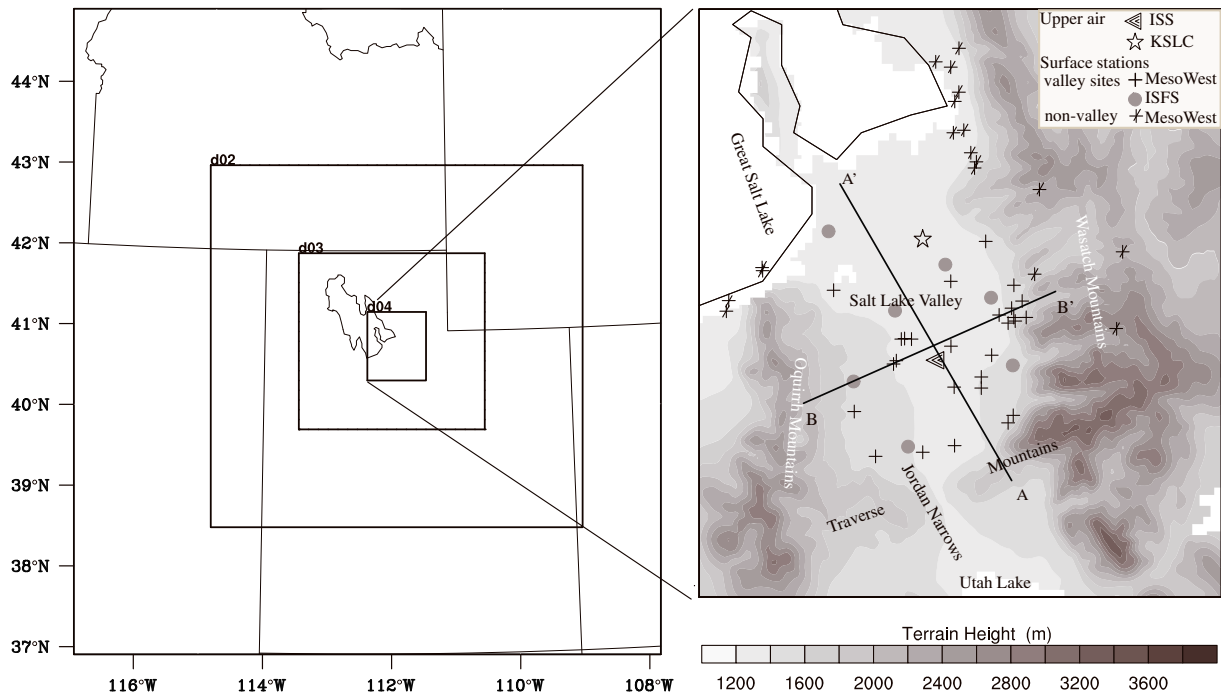 44°N
43°N
42°N
41°N
40°N
39°N
38°N
37°N
116°W
114°W
112°W
110°W
108°W
d02
d03
d04
Upper air
ISS
KSLC
Surface stations
valley sites
MesoWest
ISFS
non-valley
MesoWest
Great Salt Lake
A'
Wasatch Mountains
Salt Lake Valley
B'
Oquirrh Mountains
B
Mountains
A
Jordan Narrows
Traverse
Utah Lake
Terrain Height (m)
1200 1600 2000 2400 2800 3200 3600